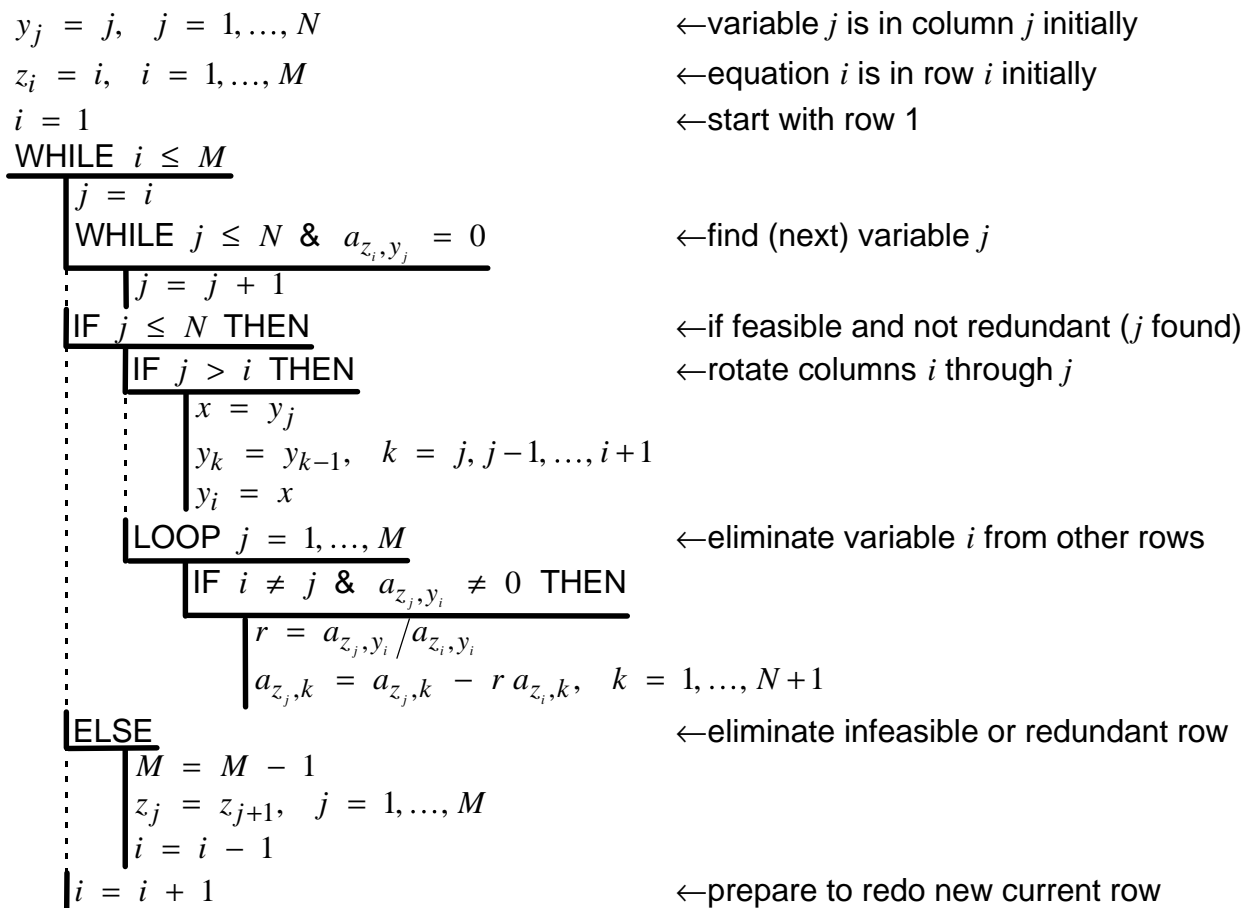 y_j = j, j = 1,…, N ←variable j is in column j initially
z_i = i, i = 1,…, M ←equation i is in row i initially
i = 1 ←start with row 1
WHILE i ≤ M
j = i
WHILE j ≤ N & a_{z_i,y_j} = 0 ←find (next) variable j
j = j + 1
IF j ≤ N THEN ←if feasible and not redundant (j found)
IF j > i THEN ←rotate columns i through j
x = y_j
y_k = y_{k–1}, k = j, j–1,…, i+1
y_i = x
LOOP j = 1,…, M ←eliminate variable i from other rows
IF i ≠ j & a_{z_j,y_i} ≠ 0 THEN
r = a_{z_j,y_i}/a_{z_i,y_i}
a_{z_j,k} = a_{z_j,k} – r a_{z_i,k}, k = 1,…, N+1
ELSE ←eliminate infeasible or redundant row
M = M – 1
z_j = z_{j+1}, j = 1,…, M
i = i – 1
i = i + 1 ←prepare to redo new current row